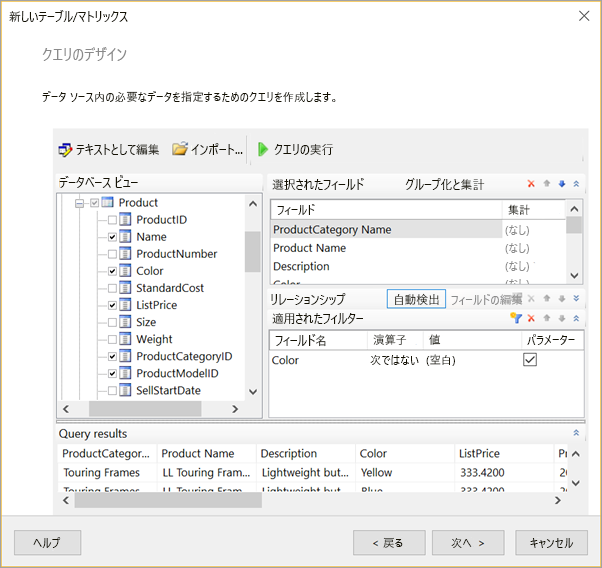 新しいテーブル/マトリックス
クエリのデザイン
データ ソース内の必要なデータを指定するためのクエリを作成します。
テキストとして編集 インポート... クエリの実行
データベース ビュー
Product
ProductID
Name
ProductNumber
Color
StandardCost
ListPrice
Size
Weight
ProductCategoryID
ProductModelID
SellStartDate
選択されたフィールド グループ化と集計
フィールド 集計
ProductCategory Name (なし)
Product Name (なし)
Description (なし)
Color (なし)
リレーションシップ 自動検出 フィールドの編集
適用されたフィルター
フィールド名 演算子 値 パラメーター
Color 次ではない (空白)
Query results
ProductCategor... Product Name Description Color ListPrice
Touring Frames LL Touring Fram... Lightweight but... Yellow 333.4200
Touring Frames LL Touring Fram... Lightweight but... Blue 333.4200
ヘルプ < 戻る 次へ > キャンセル